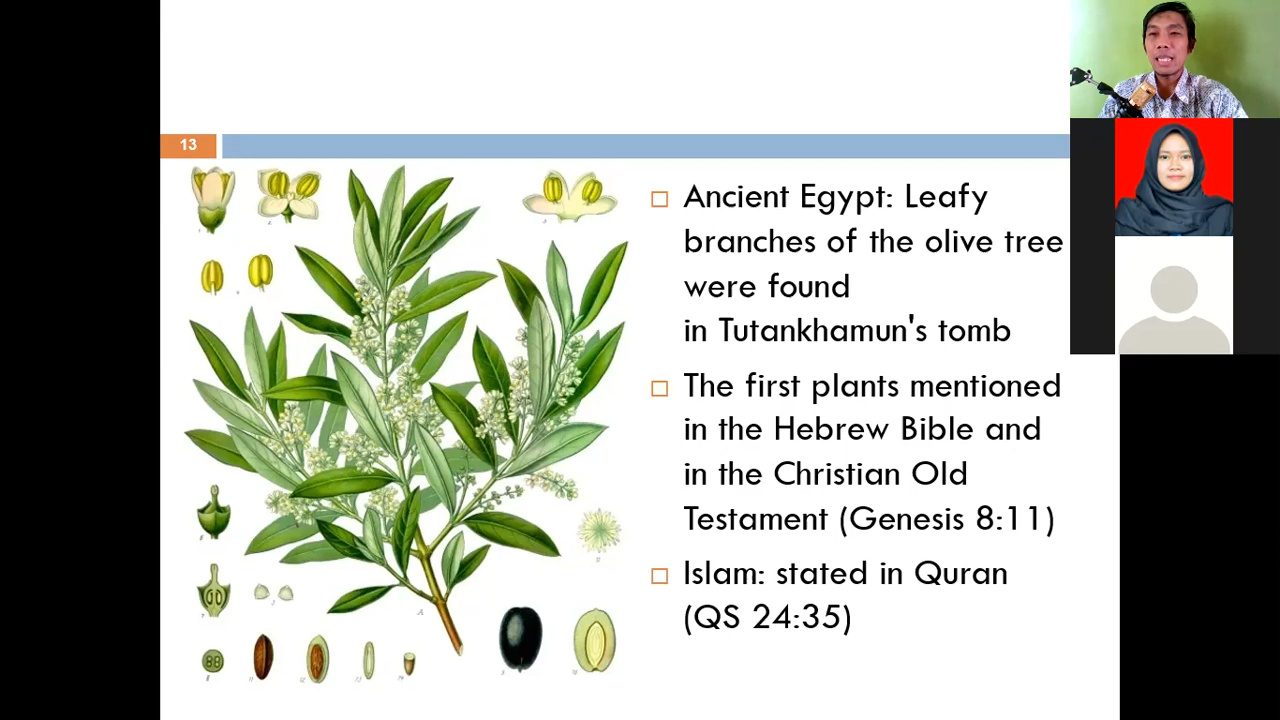 13
Ancient Egypt: Leafy
branches of the olive tree
were found
in Tutankhamun's tomb
The first plants mentioned
in the Hebrew Bible and
in the Christian Old
Testament (Genesis 8:11)
Islam: stated in Quran
(QS 24:35)